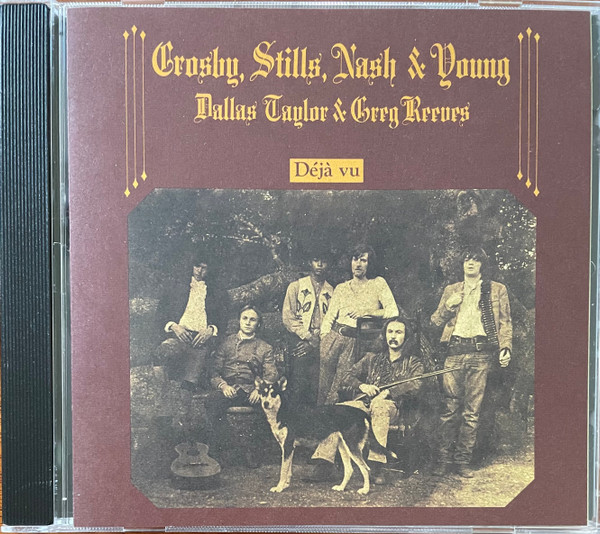 Crosby, Stills, Nash & Young
Dallas Taylor & Greg Reeves
Déjà vu